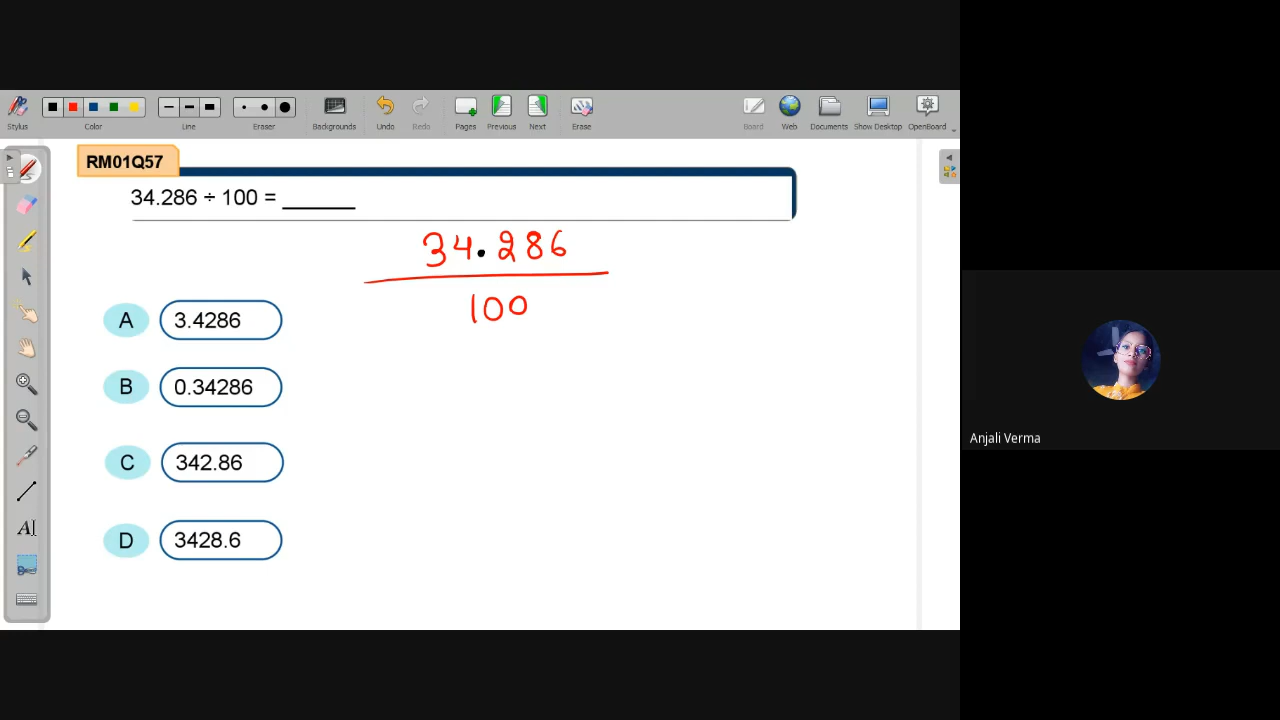 Stylus
Color
Line
Eraser
Backgrounds
Undo
Redo
Pages
Previous
Next
Erase
Board
Web
Documents
Show Desktop
OpenBoard
RM01Q57
34.286 ÷ 100 = ______
34.286
100
A 3.4286
B 0.34286
C 342.86
D 3428.6
Anjali Verma